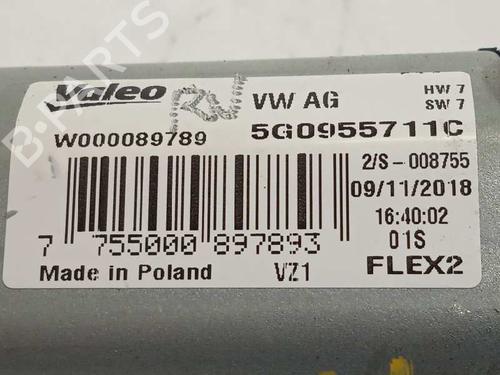 Valeo
RW
VW AG
HW 7
SW 7
W000089789
5G0955711C
2/S-008755
09/11/2018
16:40:02
01S
7 755000 897893
Made in Poland
VZ1
FLEX2
B-PARTS